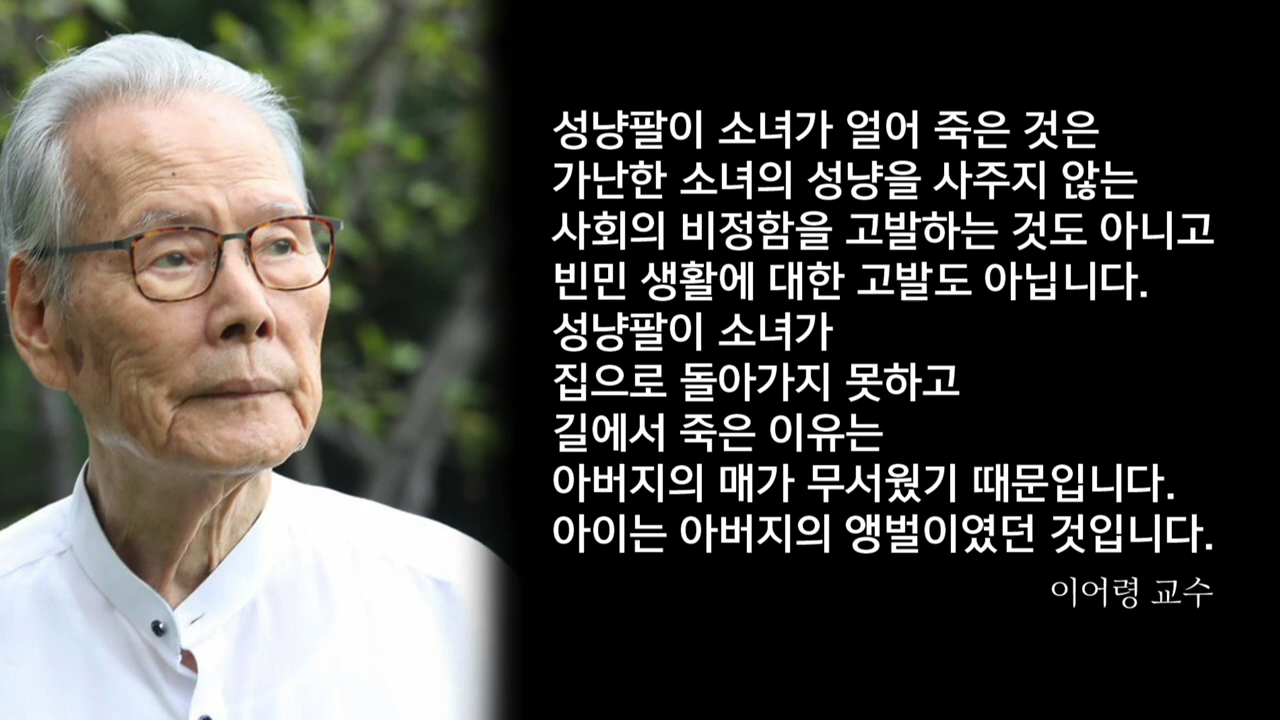 성냥팔이 소녀가 얼어 죽은 것은
가난한 소녀의 성냥을 사주지 않는
사회의 비정함을 고발하는 것도 아니고
빈민 생활에 대한 고발도 아닙니다.
성냥팔이 소녀가
집으로 돌아가지 못하고
길에서 죽은 이유는
아버지의 매가 무서웠기 때문입니다.
아이는 아버지의 앵벌이였던 것입니다.
이어령 교수